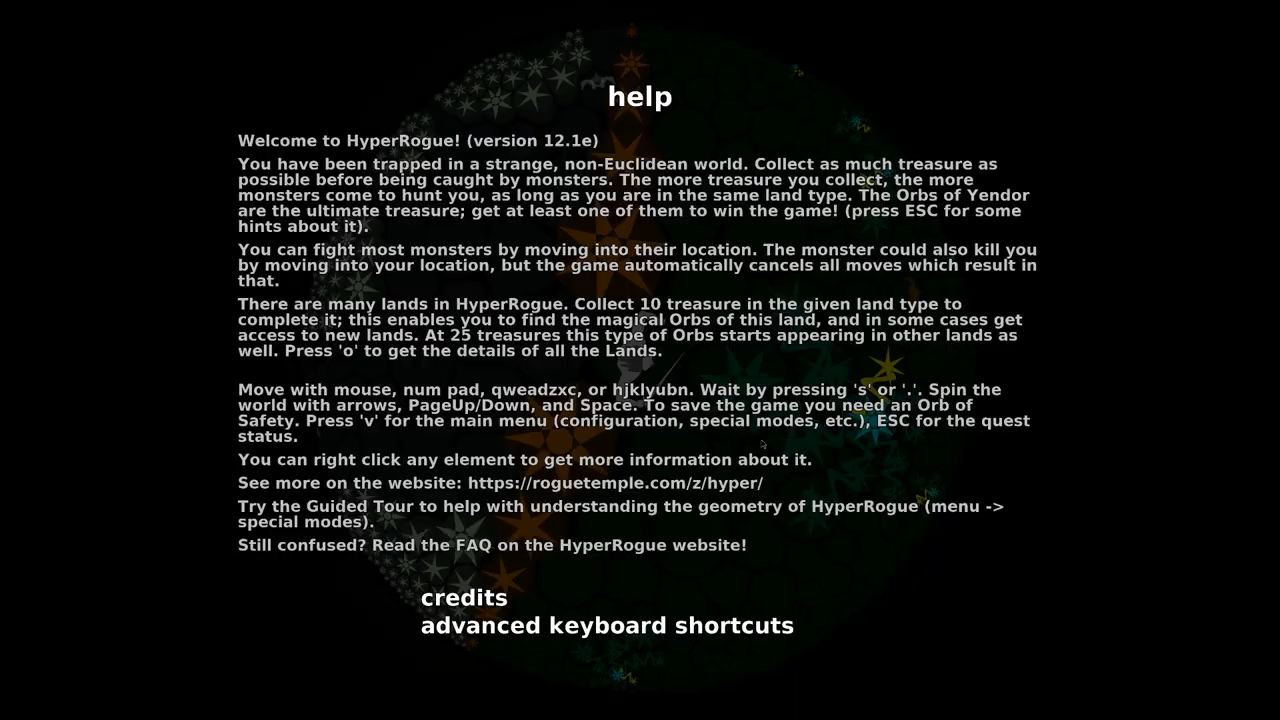 help
Welcome to HyperRogue! (version 12.1e)
You have been trapped in a strange, non-Euclidean world. Collect as much treasure as
possible before being caught by monsters. The more treasure you collect, the more
monsters come to hunt you, as long as you are in the same land type. The Orbs of Yendor
are the ultimate treasure; get at least one of them to win the game! (press ESC for some
hints about it).
You can fight most monsters by moving into their location. The monster could also kill you
by moving into your location, but the game automatically cancels all moves which result in
that.
There are many lands in HyperRogue. Collect 10 treasure in the given land type to
complete it; this enables you to find the magical Orbs of this land, and in some cases get
access to new lands. At 25 treasures this type of Orbs starts appearing in other lands as
well. Press 'o' to get the details of all the Lands.
Move with mouse, num pad, qweadzxc, or hjklyubn. Wait by pressing 's' or '.'. Spin the
world with arrows, PageUp/Down, and Space. To save the game you need an Orb of
Safety. Press 'v' for the main menu (configuration, special modes, etc.), ESC for the quest
status.
You can right click any element to get more information about it.
See more on the website: https://roguetemple.com/z/hyper/
Try the Guided Tour to help with understanding the geometry of HyperRogue (menu ->
special modes).
Still confused? Read the FAQ on the HyperRogue website!
credits
advanced keyboard shortcuts